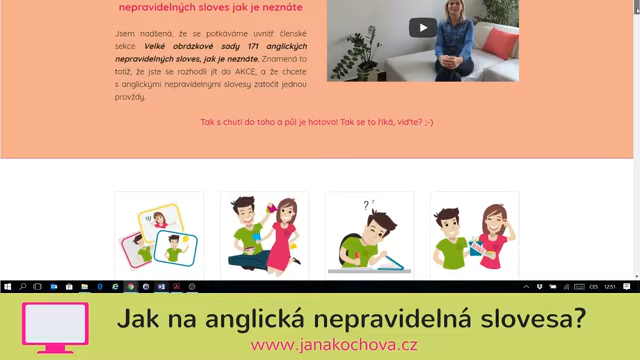 nepravidelných sloves jak je neznáte
Jsem nadšená, že se potkáváme uvnitř členské
sekce Velké obrázkové sady 171 anglických
nepravidelných sloves, jak je neznáte. Znamená to
totiž, že jste se rozhodli jít do AKCE, a že chcete
s anglickými nepravidelnými slovesy zatočit jednou
provždy.
Tak s chutí do toho a půl je hotovo! Tak se to říká, viďte? ;-)
? ?
CES 12:51
Jak na anglická nepravidelná slovesa?
www.janakochova.cz